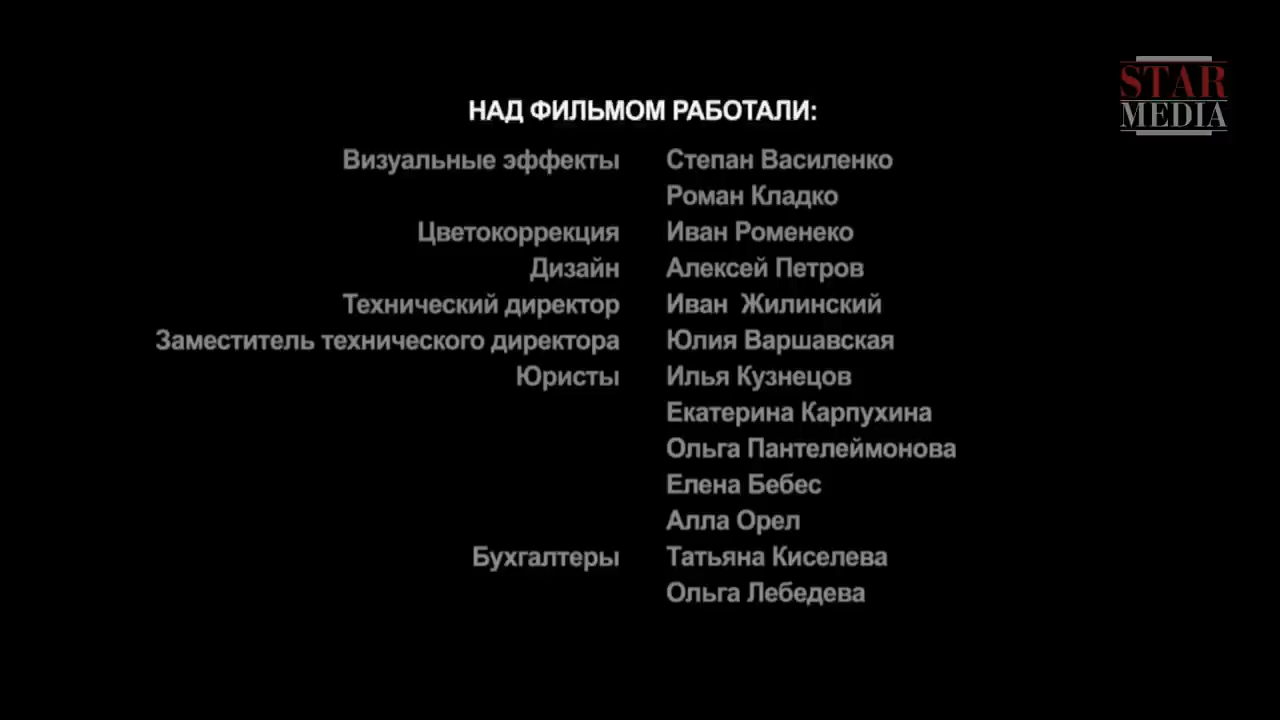 STAR
MEDIA
НАД ФИЛЬМОМ РАБОТАЛИ:
Визуальные эффекты Степан Василенко
Роман Кладко
Цветокоррекция Иван Роменеко
Дизайн Алексей Петров
Технический директор Иван Жилинский
Заместитель технического директора Юлия Варшавская
Юристы Илья Кузнецов
Екатерина Карпухина
Ольга Пантелеймонова
Елена Бебес
Алла Орел
Бухгалтеры Татьяна Киселева
Ольга Лебедева